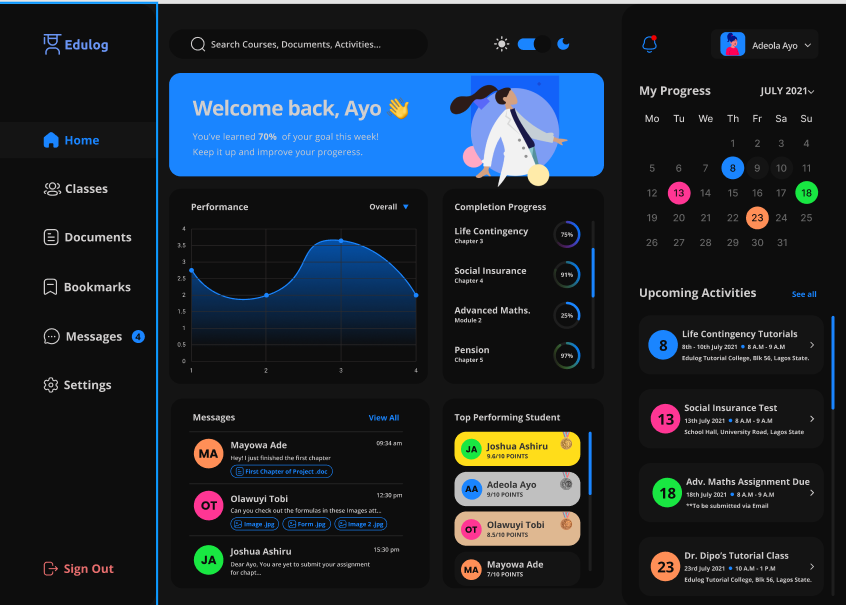 Edulog
Home
Classes
Documents
Bookmarks
Messages 4
Settings
Sign Out
Search Courses, Documents, Activities...
Welcome back, Ayo 👋
You've learned 70% of your goal this week!
Keep it up and improve your progeress.
Performance
Overall
4
3.5
3
2.5
2
1.5
1
0.5
0
1 2 3 4
Completion Progress
Life Contingency
Chapter 3
75%
Social Insurance
Chapter 4
91%
Advanced Maths.
Module 2
25%
Pension
Chapter 5
97%
Messages
View All
MA
Mayowa Ade
09:34 am
Hey! I just finished the first chapter
First Chapter of Project .doc
OT
Olawuyi Tobi
12:30 pm
Can you check out the formulas in these Images att...
Image .jpg
Form .jpg
Image 2 .jpg
JA
Joshua Ashiru
15:30 pm
Dear Ayo, You are yet to submit your assignment
for chapt...
Top Performing Student
JA
Joshua Ashiru
9.6/10 POINTS
AA
Adeola Ayo
9/10 POINTS
OT
Olawuyi Tobi
8.5/10 POINTS
MA
Mayowa Ade
7/10 POINTS
Adeola Ayo
My Progress
JULY 2021
Mo Tu We Th Fr Sa Su
1 2 3 4
5 6 7 8 9 10 11
12 13 14 15 16 17 18
19 20 21 22 23 24 25
26 27 28 29 30 31
Upcoming Activities
See all
8
Life Contingency Tutorials
8th - 10th July 2021 • 8 A.M - 9 A.M
Edulog Tutorial College, Blk 56, Lagos State.
13
Social Insurance Test
13th July 2021 • 8 A.M - 9 A.M
School Hall, University Road, Lagos State
18
Adv. Maths Assignment Due
18th July 2021 • 8 A.M - 9 A.M
**To be submitted via Email
23
Dr. Dipo's Tutorial Class
23rd July 2021 • 10 A.M - 1 P.M
Edulog Tutorial College, Blk 56, Lagos State.